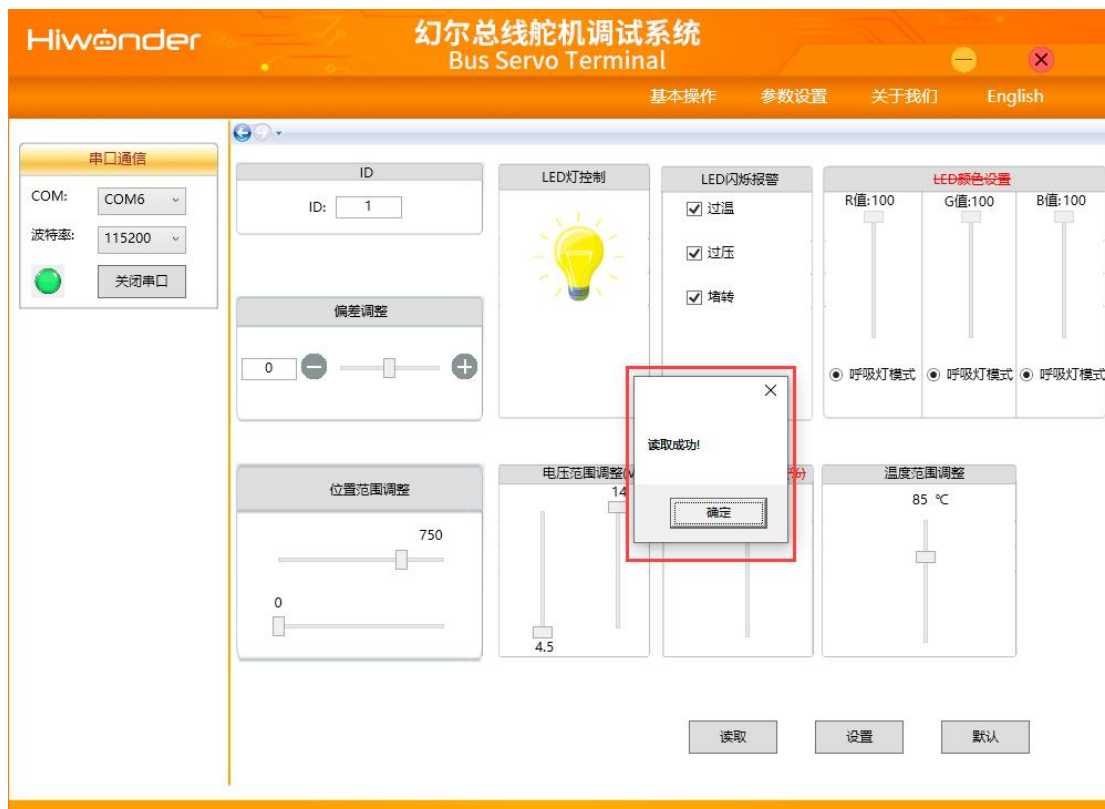 Hiwonder
幻尔总线舵机调试系统
Bus Servo Terminal
基本操作 参数设置 关于我们 English
串口通信
COM: COM6
波特率: 115200
关闭串口
ID
ID: 1
偏差调整
0
LED灯控制
LED闪烁报警
过温
过压
堵转
LED颜色设置
R值:100 G值:100 B值:100
呼吸灯模式 呼吸灯模式 呼吸灯模式
读取成功!
确定
位置范围调整
750
0
电压范围调整(v
14
4.5
%)
温度范围调整
85 ℃
读取 设置 默认